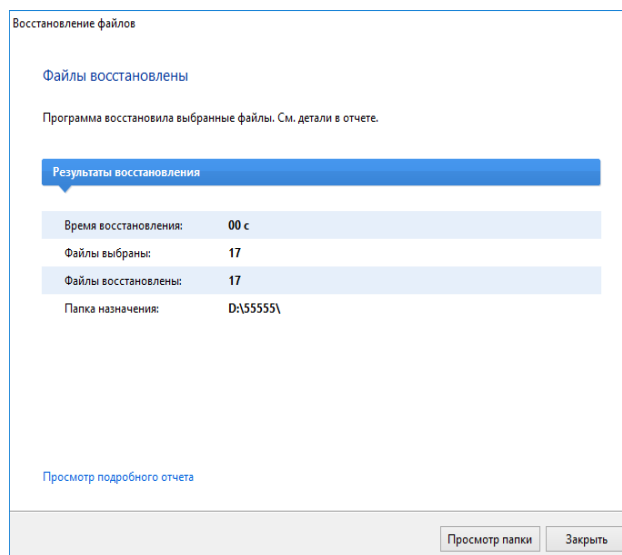 Восстановление файлов
Файлы восстановлены
Программа восстановила выбранные файлы. См. детали в отчете.
Результаты восстановления
Время восстановления: 00 с
Файлы выбраны: 17
Файлы восстановлены: 17
Папка назначения: D:\55555\
Просмотр подробного отчета
Просмотр папки Закрыть